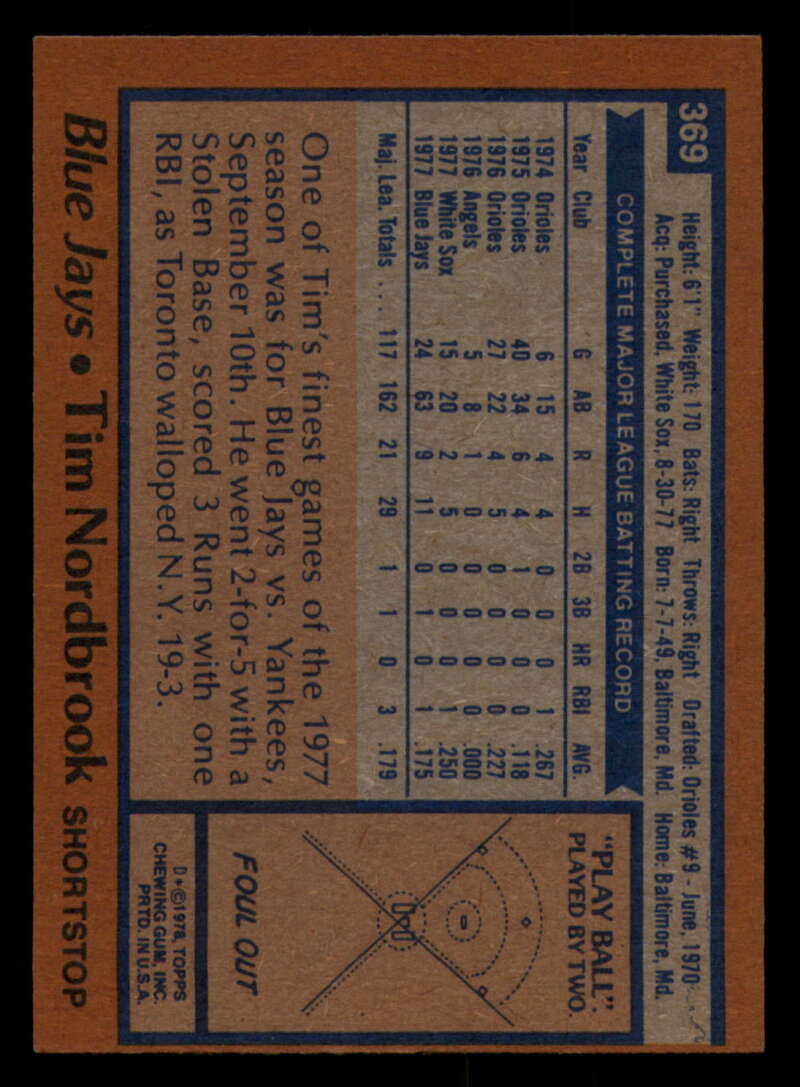 369
Height: 6'1" Weight: 170 Bats: Right Throws: Right Drafted: Orioles #9 - June, 1970
Acq: Purchased, White Sox, 8-30-77 Born: 7-7-49, Baltimore, Md. Home: Baltimore, Md.
COMPLETE MAJOR LEAGUE BATTING RECORD
Year Club G AB R H 2B 3B HR RBI AVG.
1974 Orioles 6 15 4 4 0 0 0 1 .267
1975 Orioles 40 34 6 4 1 0 0 0 .118
1976 Orioles 27 22 4 5 0 0 0 0 .227
1976 Angels 5 8 1 0 0 0 0 0 .000
1977 White Sox 15 20 2 5 0 0 0 1 .250
1977 Blue Jays 24 63 9 11 0 1 0 1 .175
Maj. Lea. Totals . . . 117 162 21 29 1 1 0 3 .179
One of Tim's finest games of the 1977
season was for Blue Jays vs. Yankees,
September 10th. He went 2-for-5 with a
Stolen Base, scored 3 Runs with one
RBI, as Toronto walloped N.Y. 19-3.
"PLAY BALL".
PLAYED BY TWO.
FOUL OUT
D*©1978, TOPPS
CHEWING GUM, INC.
PRTD. IN U.S.A.
Blue Jays • Tim Nordbrook SHORTSTOP